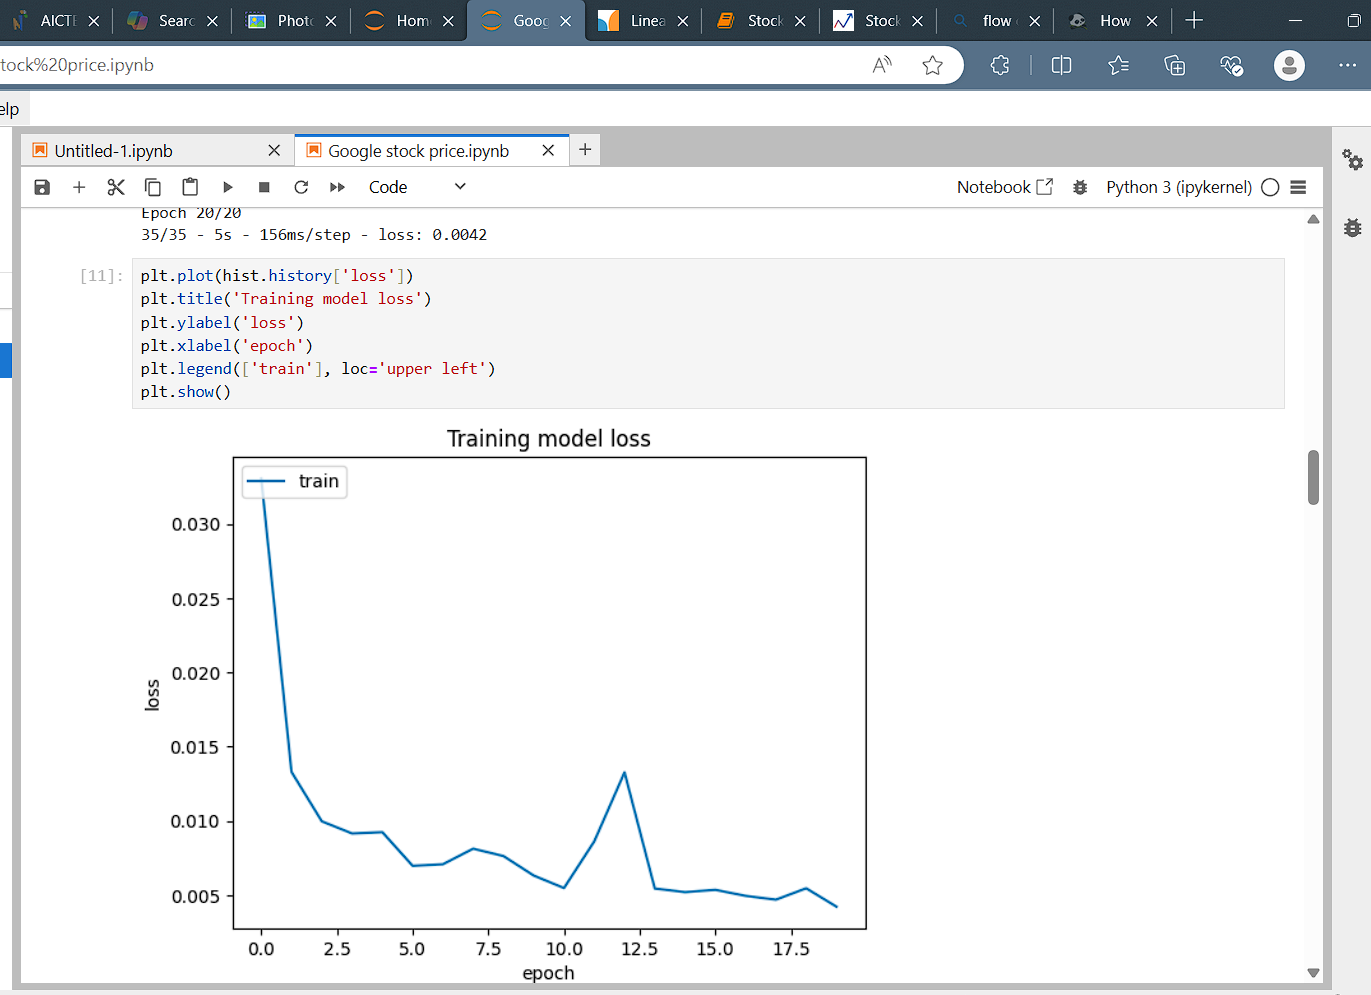 AICTE
Searc
Photo
Home
Goog
Linea
Stock
Stock
flow
How
tock%20price.ipynb
elp
Untitled-1.ipynb
Google stock price.ipynb
Code
Notebook
Python 3 (ipykernel)
Epoch 20/20
35/35 - 5s - 156ms/step - loss: 0.0042
[11]:
plt.plot(hist.history['loss'])
plt.title('Training model loss')
plt.ylabel('loss')
plt.xlabel('epoch')
plt.legend(['train'], loc='upper left')
plt.show()
Training model loss
train
0.030
0.025
0.020
0.015
0.010
0.005
loss
0.0 2.5 5.0 7.5 10.0 12.5 15.0 17.5
epoch